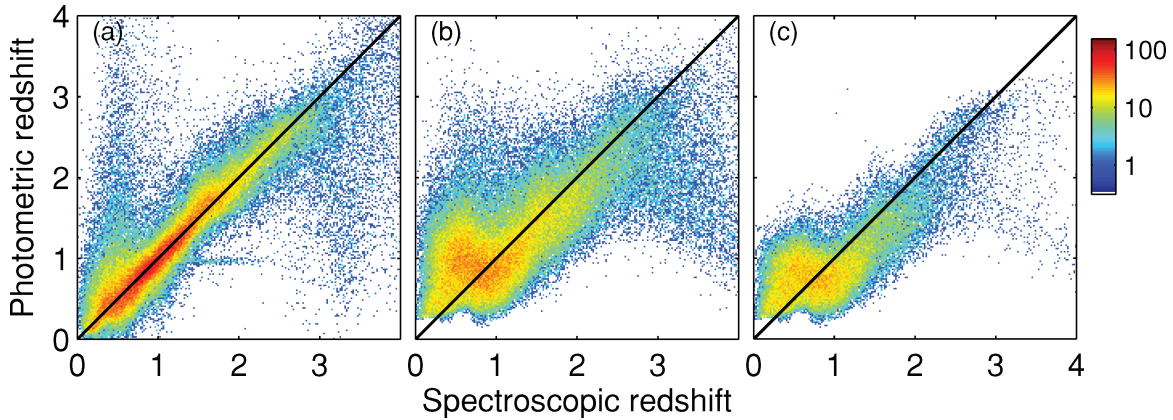 (a) (b) (c)
4
3
2
1
0
Photometric redshift
100
10
1
0 1 2 3 0 1 2 3 0 1 2 3 4
Spectroscopic redshift